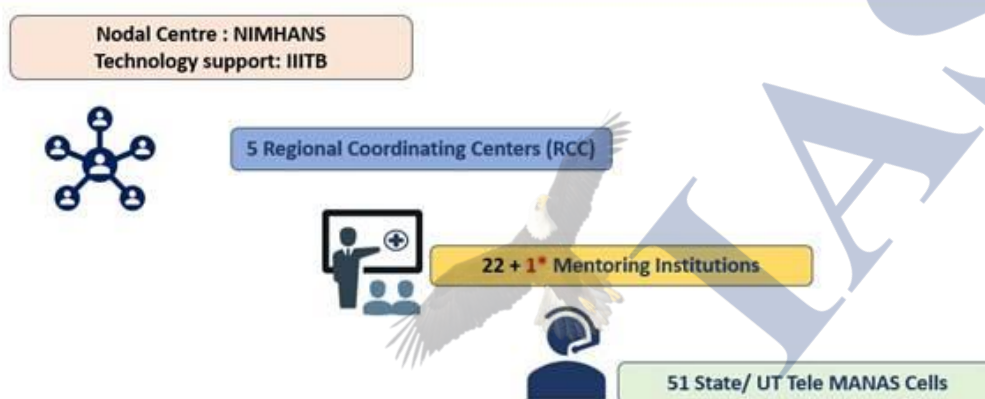 Nodal Centre : NIMHANS
Technology support: IIITB
5 Regional Coordinating Centers (RCC)
22 + 1* Mentoring Institutions
51 State/ UT Tele MANAS Cells